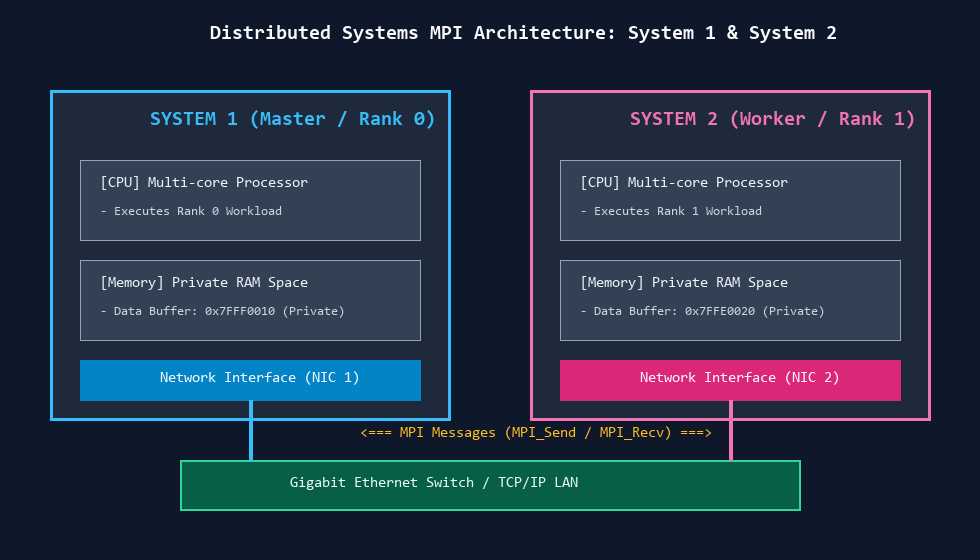 Distributed Systems MPI Architecture: System 1 & System 2
SYSTEM 1 (Master / Rank 0)
[CPU] Multi-core Processor
- Executes Rank 0 Workload
[Memory] Private RAM Space
- Data Buffer: 0x7FFF0010 (Private)
Network Interface (NIC 1)
SYSTEM 2 (Worker / Rank 1)
[CPU] Multi-core Processor
- Executes Rank 1 Workload
[Memory] Private RAM Space
- Data Buffer: 0x7FFE0020 (Private)
Network Interface (NIC 2)
<=== MPI Messages (MPI_Send / MPI_Recv) ===>
Gigabit Ethernet Switch / TCP/IP LAN